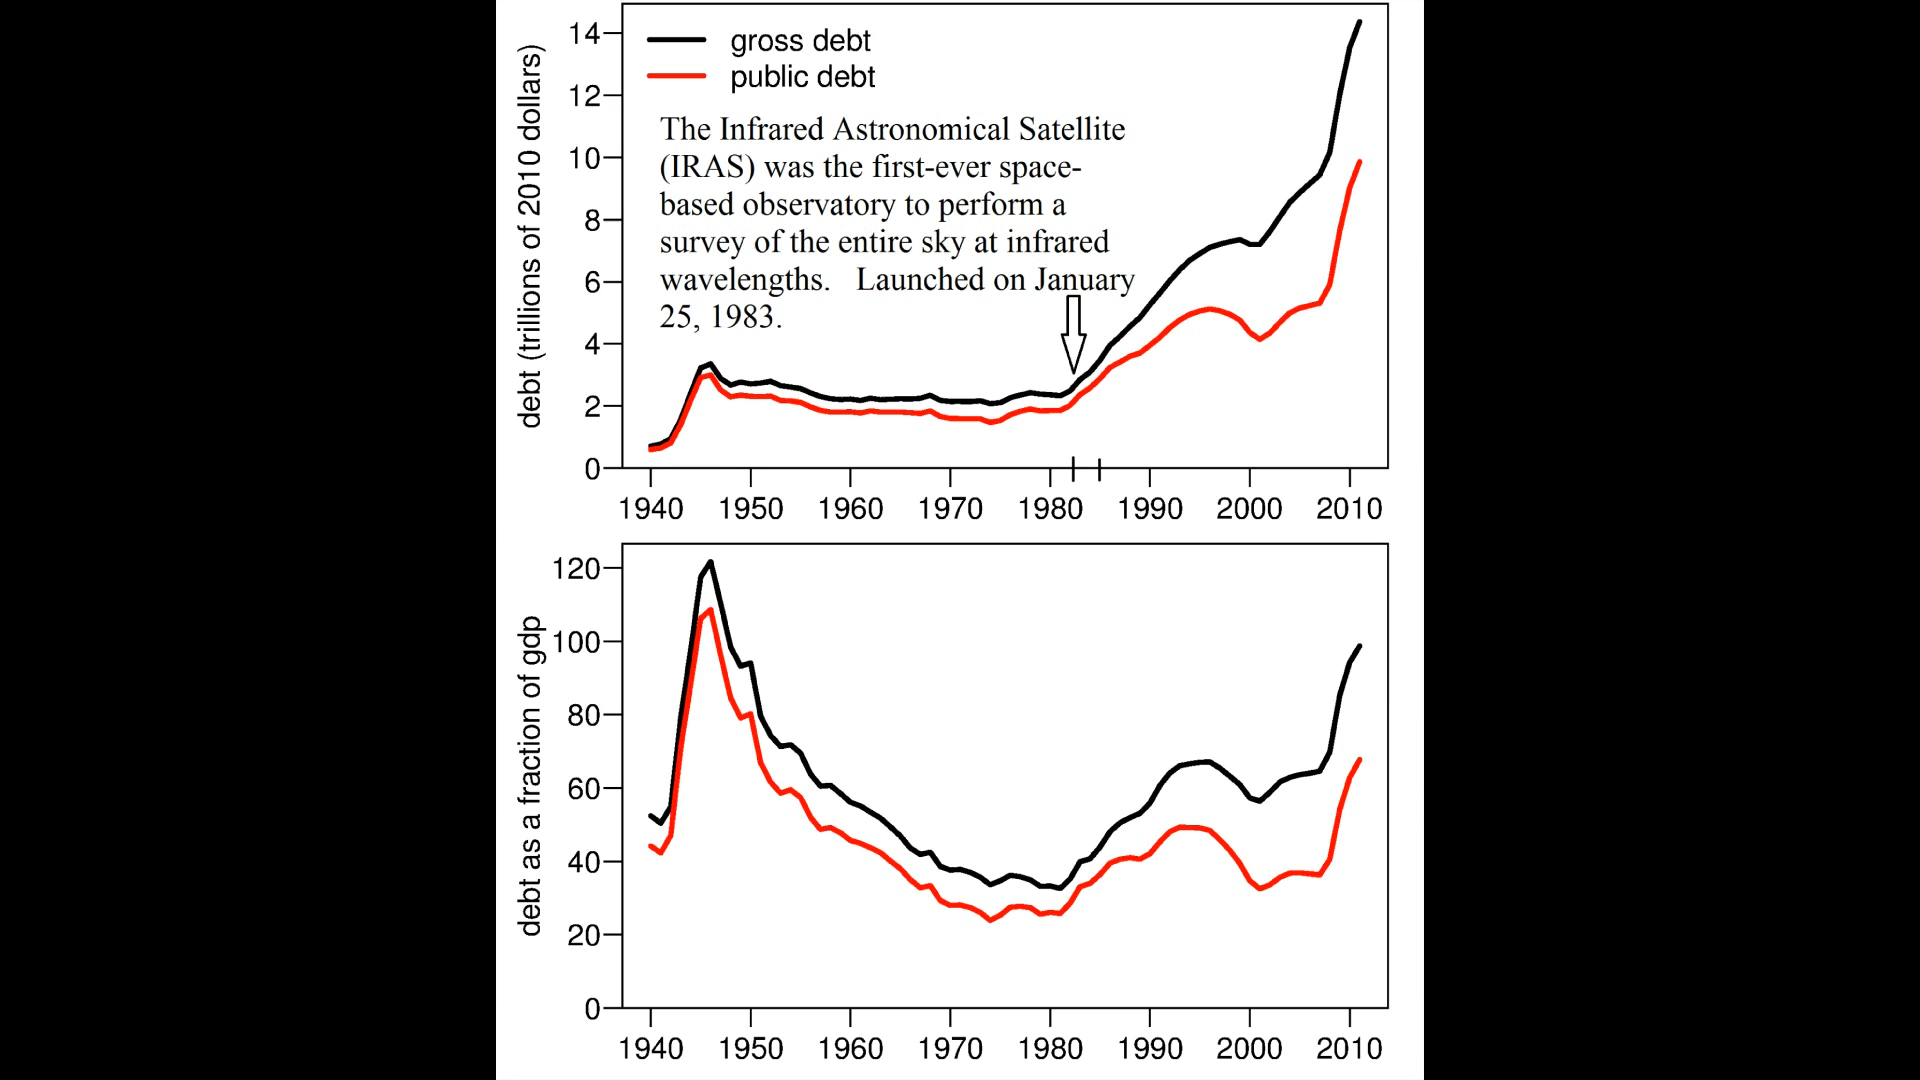 14
12
10
8
6
4
2
0
debt (trillions of 2010 dollars)
gross debt
public debt
The Infrared Astronomical Satellite
(IRAS) was the first-ever space-
based observatory to perform a
survey of the entire sky at infrared
wavelengths.   Launched on January
25, 1983.
1940 1950 1960 1970 1980 1990 2000 2010
120
100
80
60
40
20
0
debt as a fraction of gdp
1940 1950 1960 1970 1980 1990 2000 2010